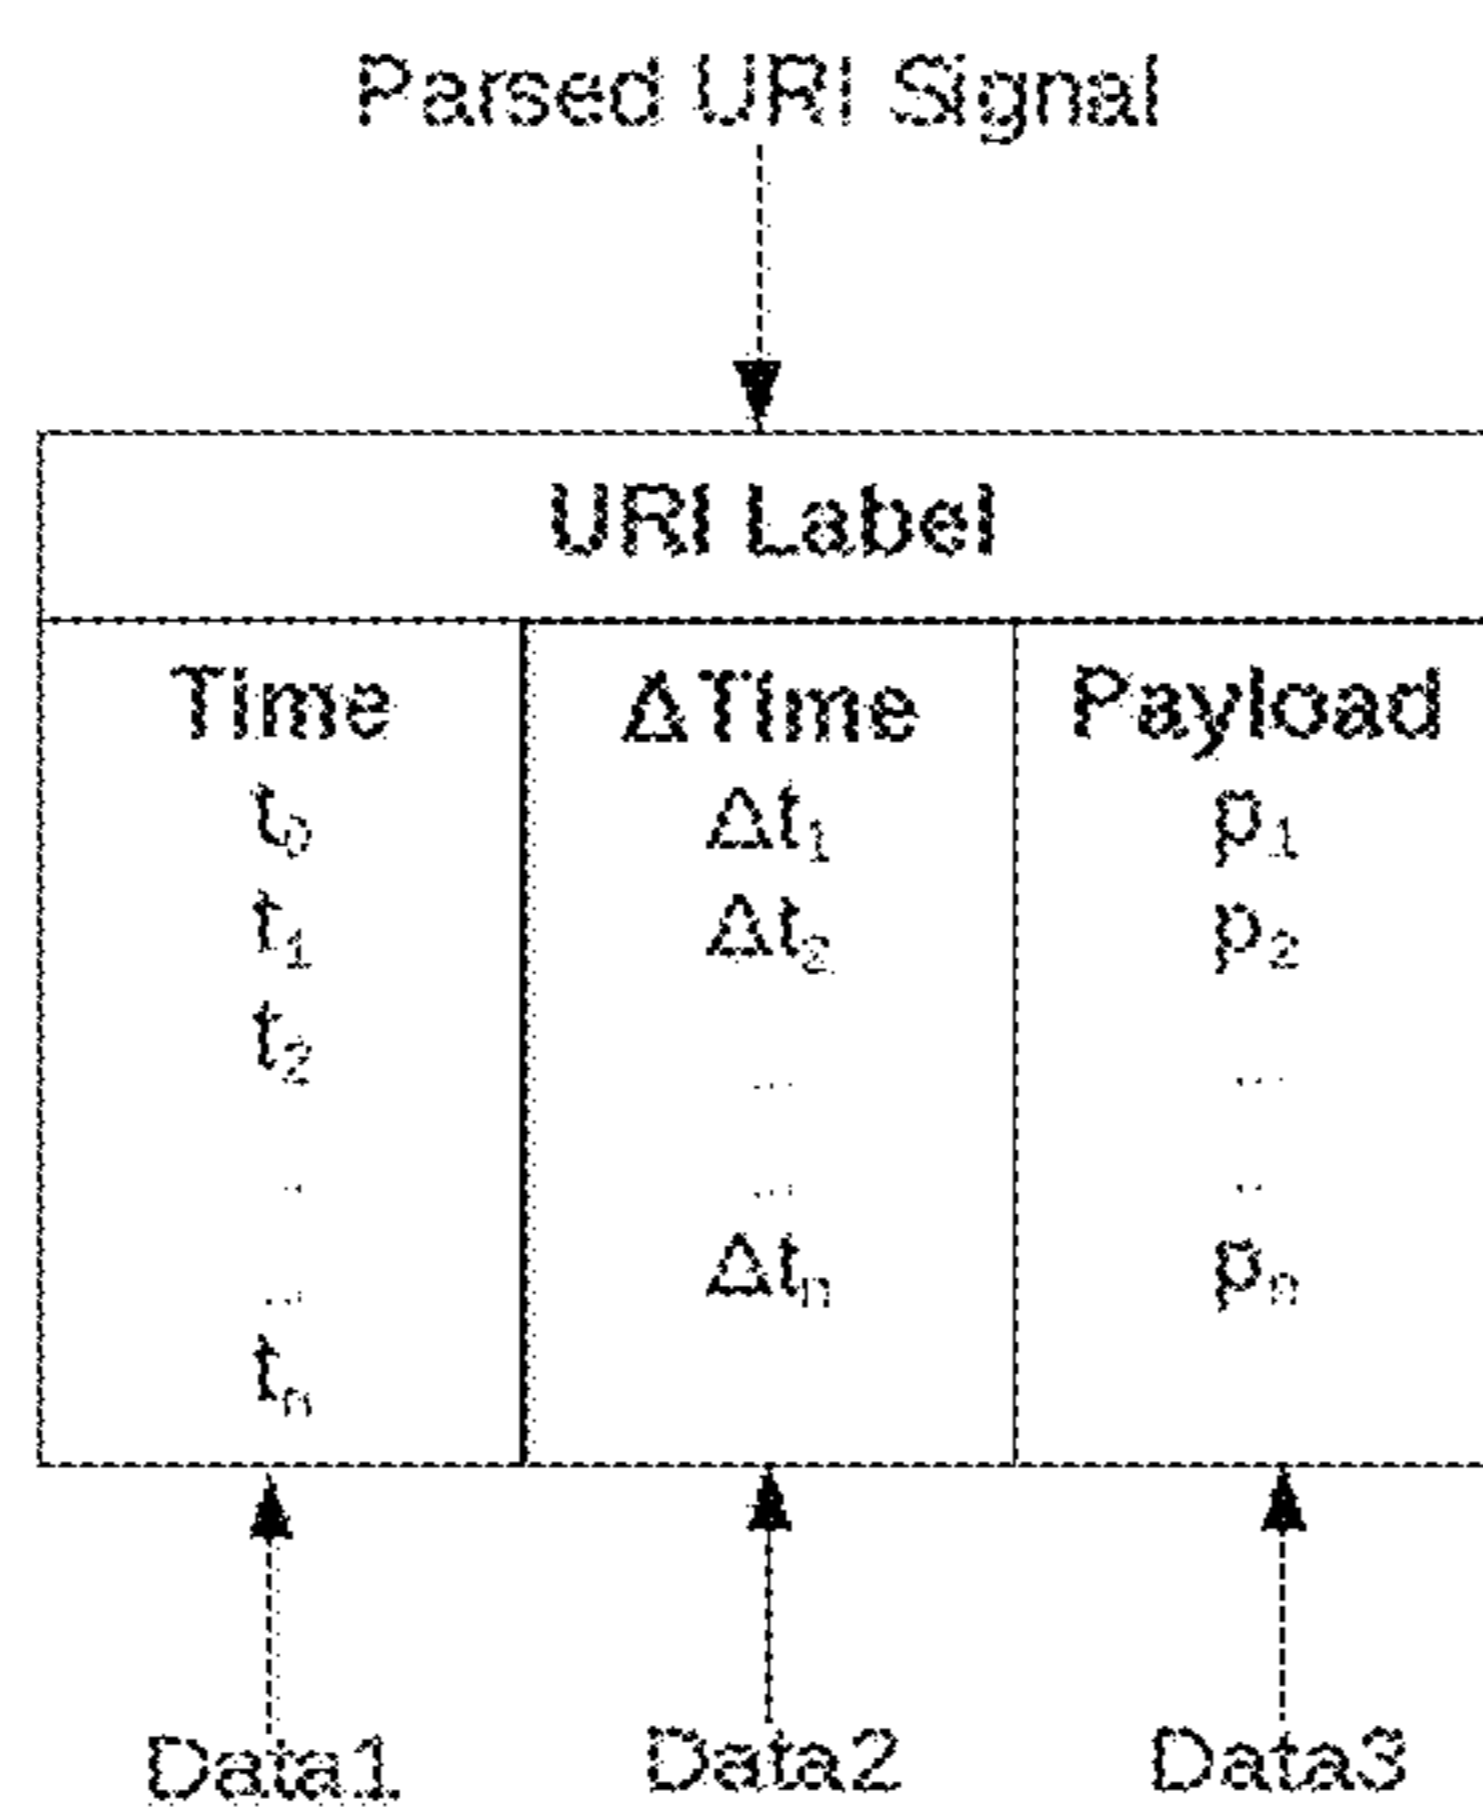 Parsed URI Signal
URI Label
Time ΔTime Payload
t₀ Δt₁ p₁
t₁ Δt₂ p₂
t₂ ... ...
... ... ...
... Δtₙ pₙ
tₙ
Data1 Data2 Data3